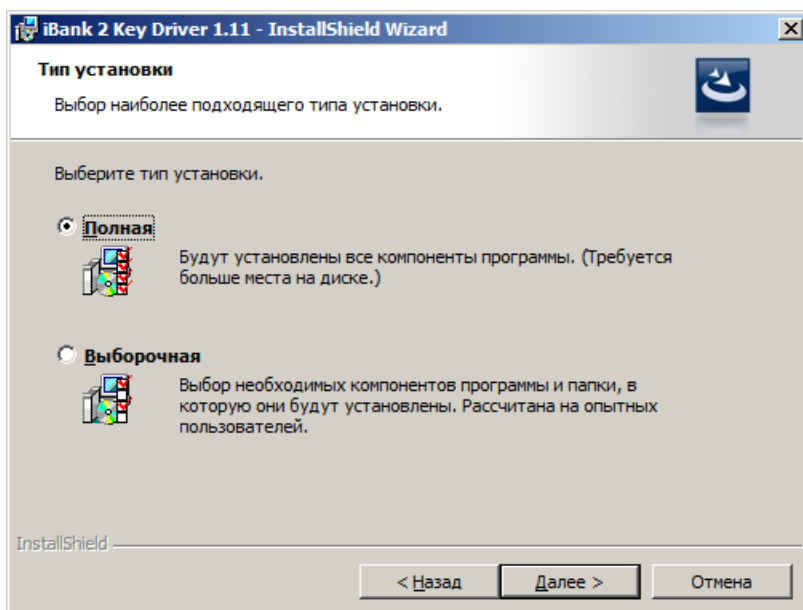 iBank 2 Key Driver 1.11 - InstallShield Wizard
Тип установки
Выбор наиболее подходящего типа установки.
Выберите тип установки.
Полная
Будут установлены все компоненты программы. (Требуется
больше места на диске.)
Выборочная
Выбор необходимых компонентов программы и папки, в
которую они будут установлены. Рассчитана на опытных
пользователей.
InstallShield
< Назад
Далее >
Отмена